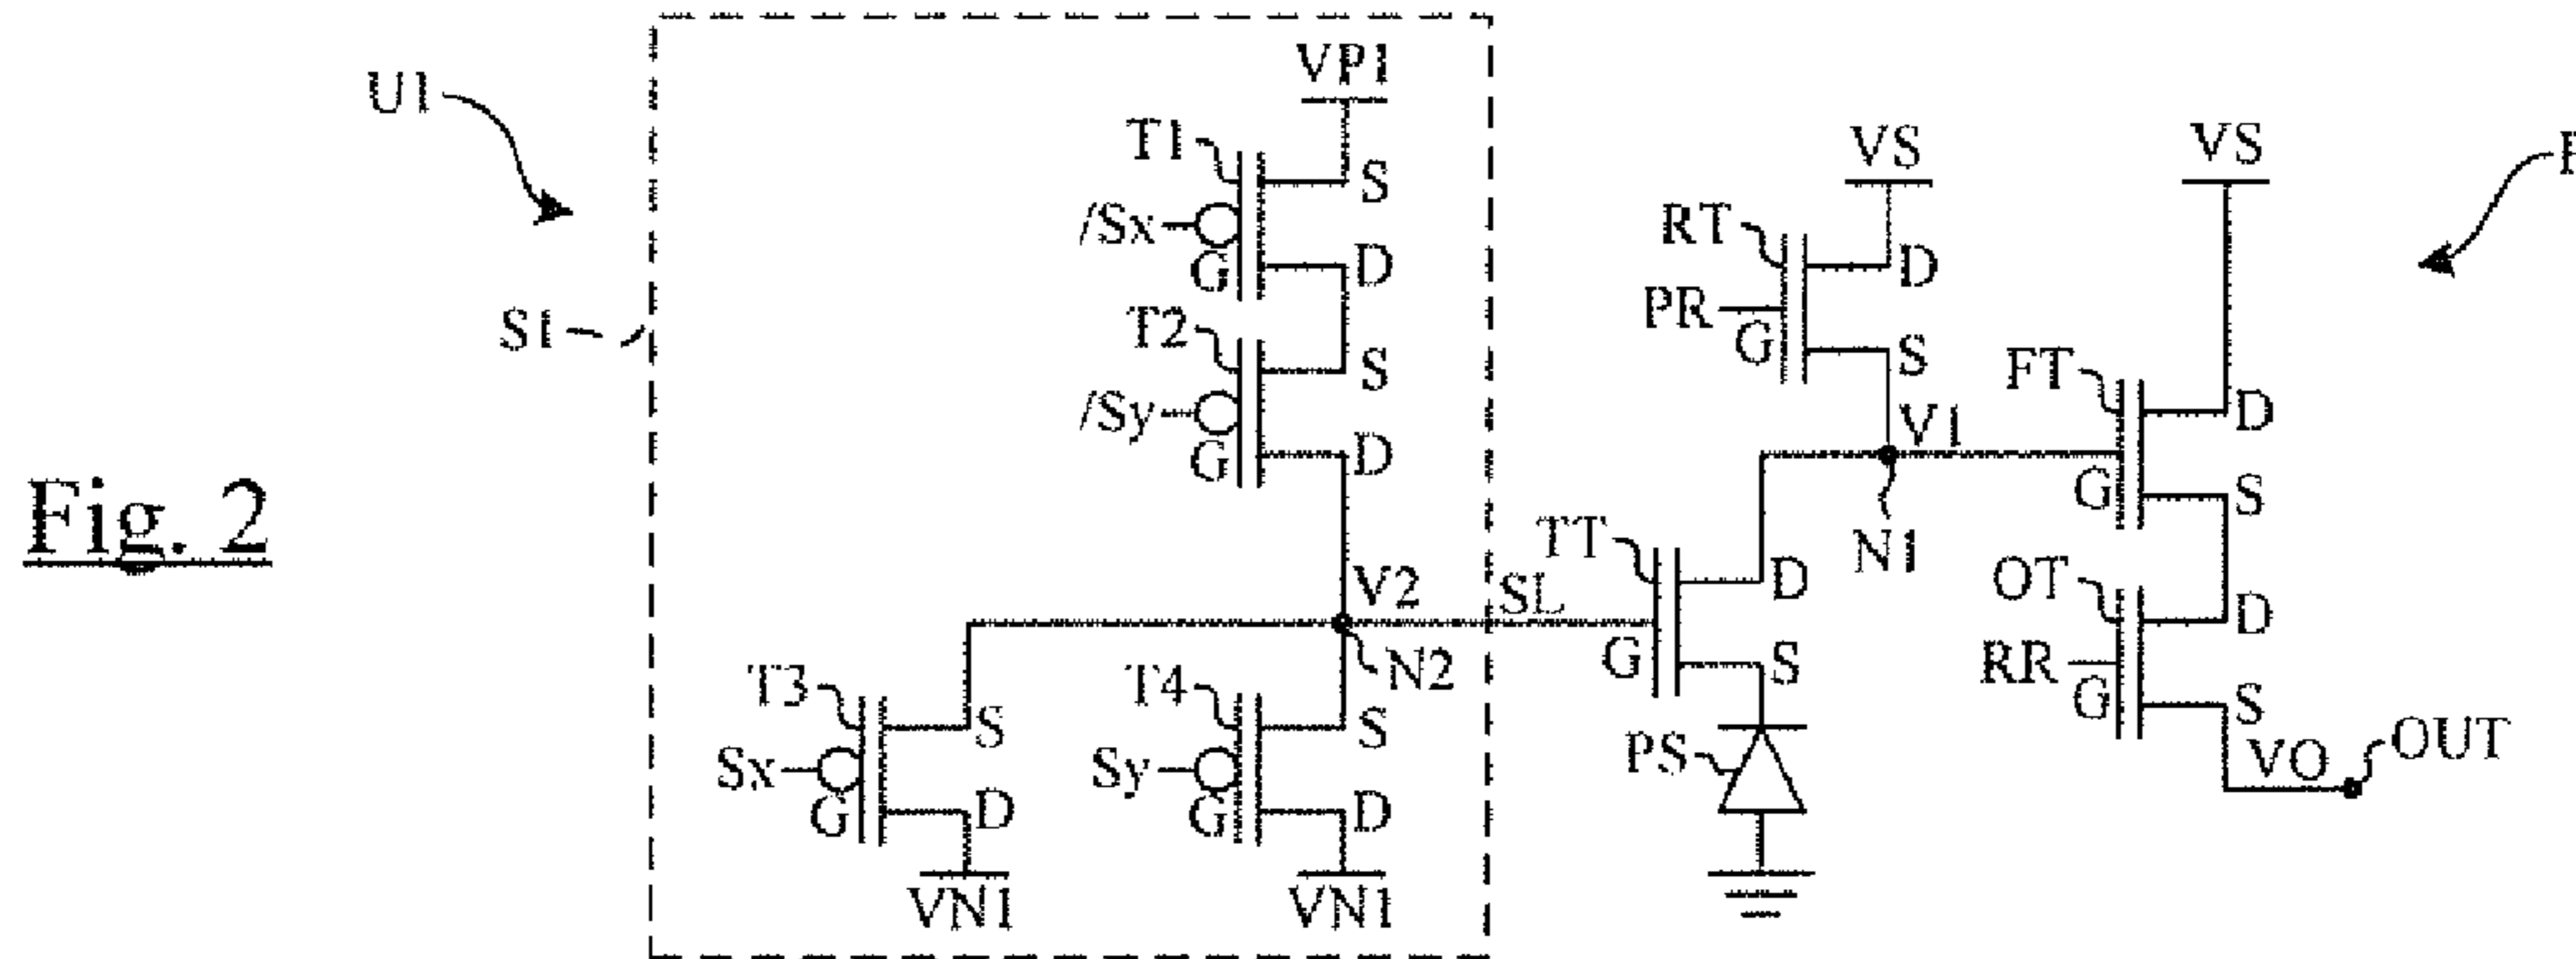 VP1
U1
T1
VS
VS
S
/Sx
RT
G
D
D
PR
S1
T2
G
S
S
FT
/Sy
D
V1
G
D
G
S
Fig. 2
TT
N1
V2
SL
D
OT
D
N2
G
S
RR
T3
T4
G
S
S
S
PS
VO
OUT
Sx
Sy
G
D
G
D
VN1
VN1